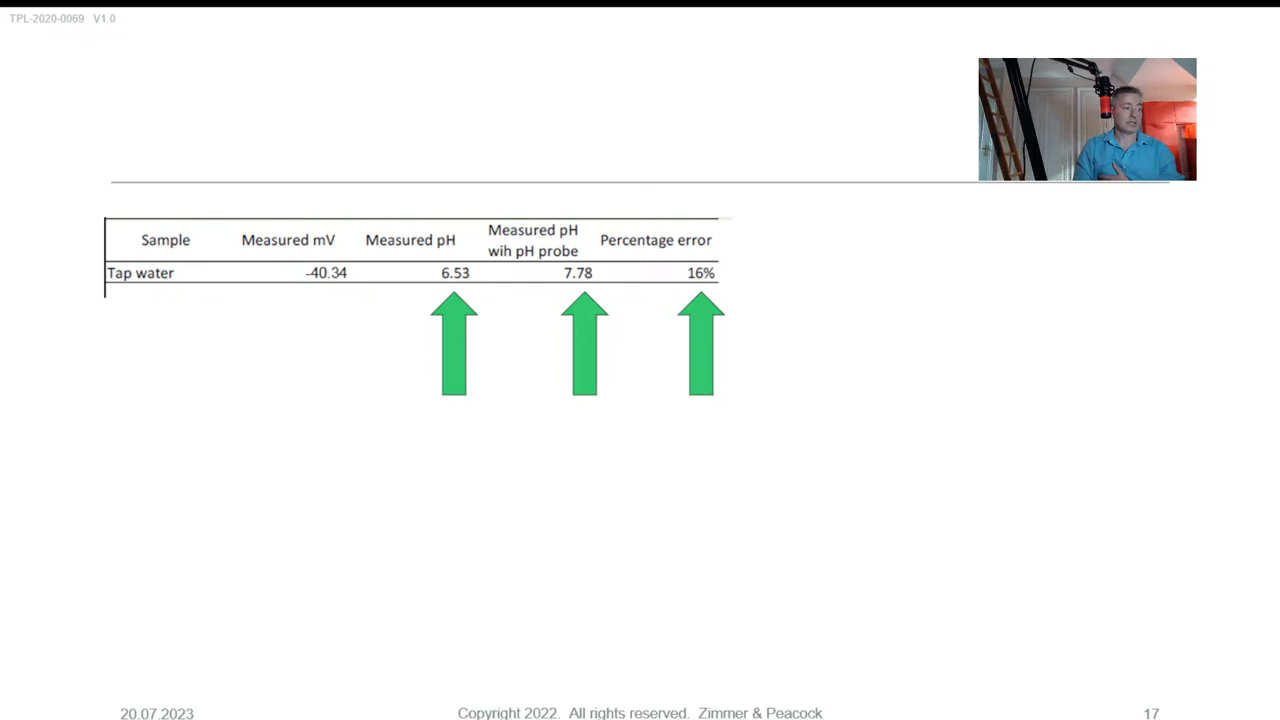 TPL-2020-0069 V1.0
Sample Measured mV Measured pH Measured pH wih pH probe Percentage error
Tap water -40.34 6.53 7.78 16%
20.07.2023 Copyright 2022. All rights reserved. Zimmer & Peacock 17